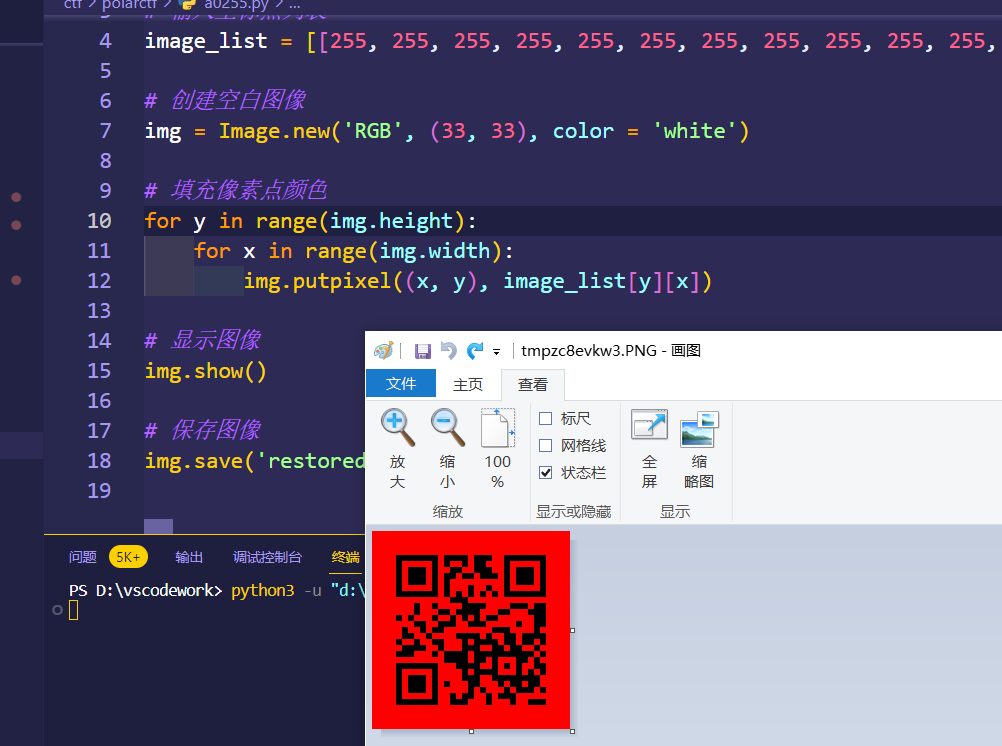 ctf > polarctf > a0255.py > ...
4 image_list = [[255, 255, 255, 255, 255, 255, 255, 255, 255, 255, 255,
5
6 # 创建空白图像
7 img = Image.new('RGB', (33, 33), color = 'white')
8
9 # 填充像素点颜色
10 for y in range(img.height):
11 for x in range(img.width):
12 img.putpixel((x, y), image_list[y][x])
13
14 # 显示图像
15 img.show()
16
17 # 保存图像
18 img.save('restored
19
tmpzc8evkw3.PNG - 画图
文件 主页 查看
放大
缩小
100%
标尺
网格线
状态栏
全屏
缩略图
缩放 显示或隐藏 显示
问题 5K+ 输出 调试控制台 终端
PS D:\vscodework> python3 -u "d:\